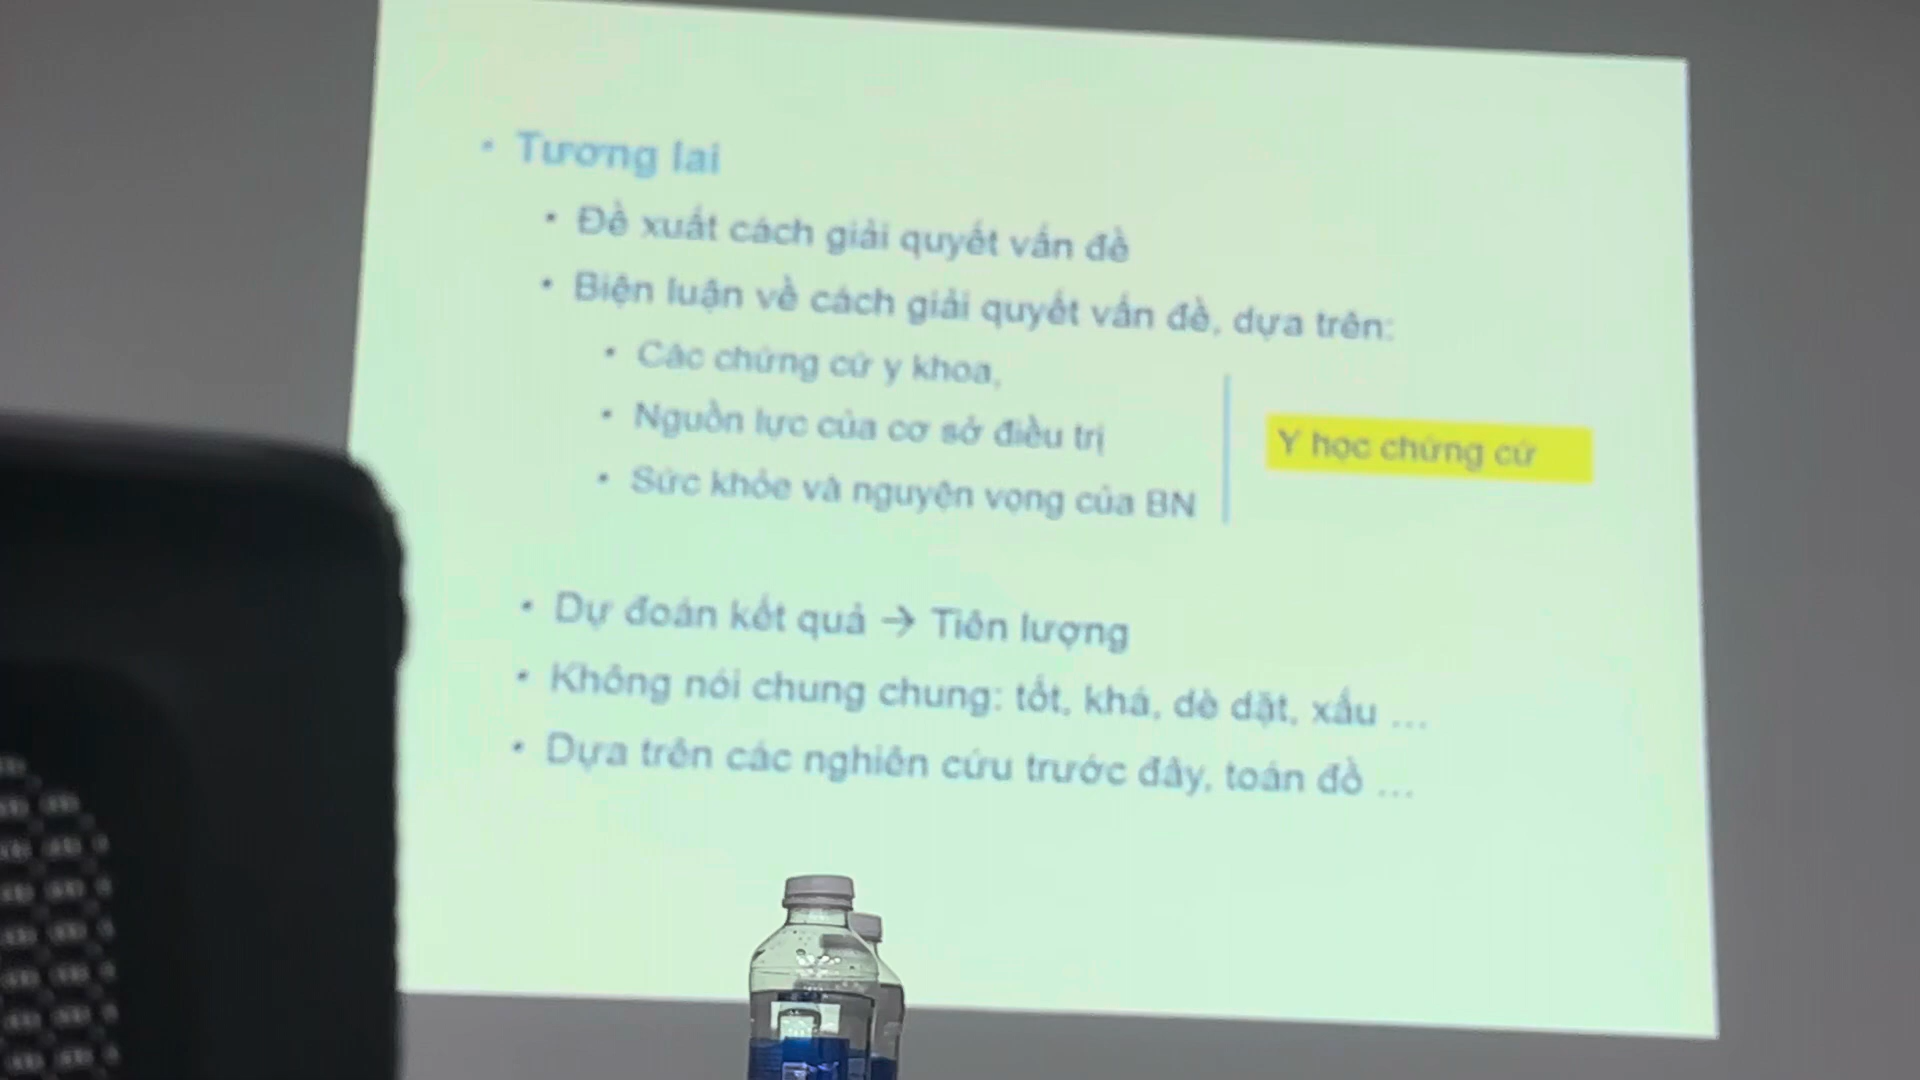 • Tương lai
• Đề xuất cách giải quyết vấn đề
• Biện luận về cách giải quyết vấn đề, dựa trên:
• Các chứng cứ y khoa,
• Nguồn lực của cơ sở điều trị
• Sức khỏe và nguyện vọng của BN
Y học chứng cứ
• Dự đoán kết quả → Tiên lượng
• Không nói chung chung: tốt, khá, dè dặt, xấu ...
• Dựa trên các nghiên cứu trước đây, toán đồ ...